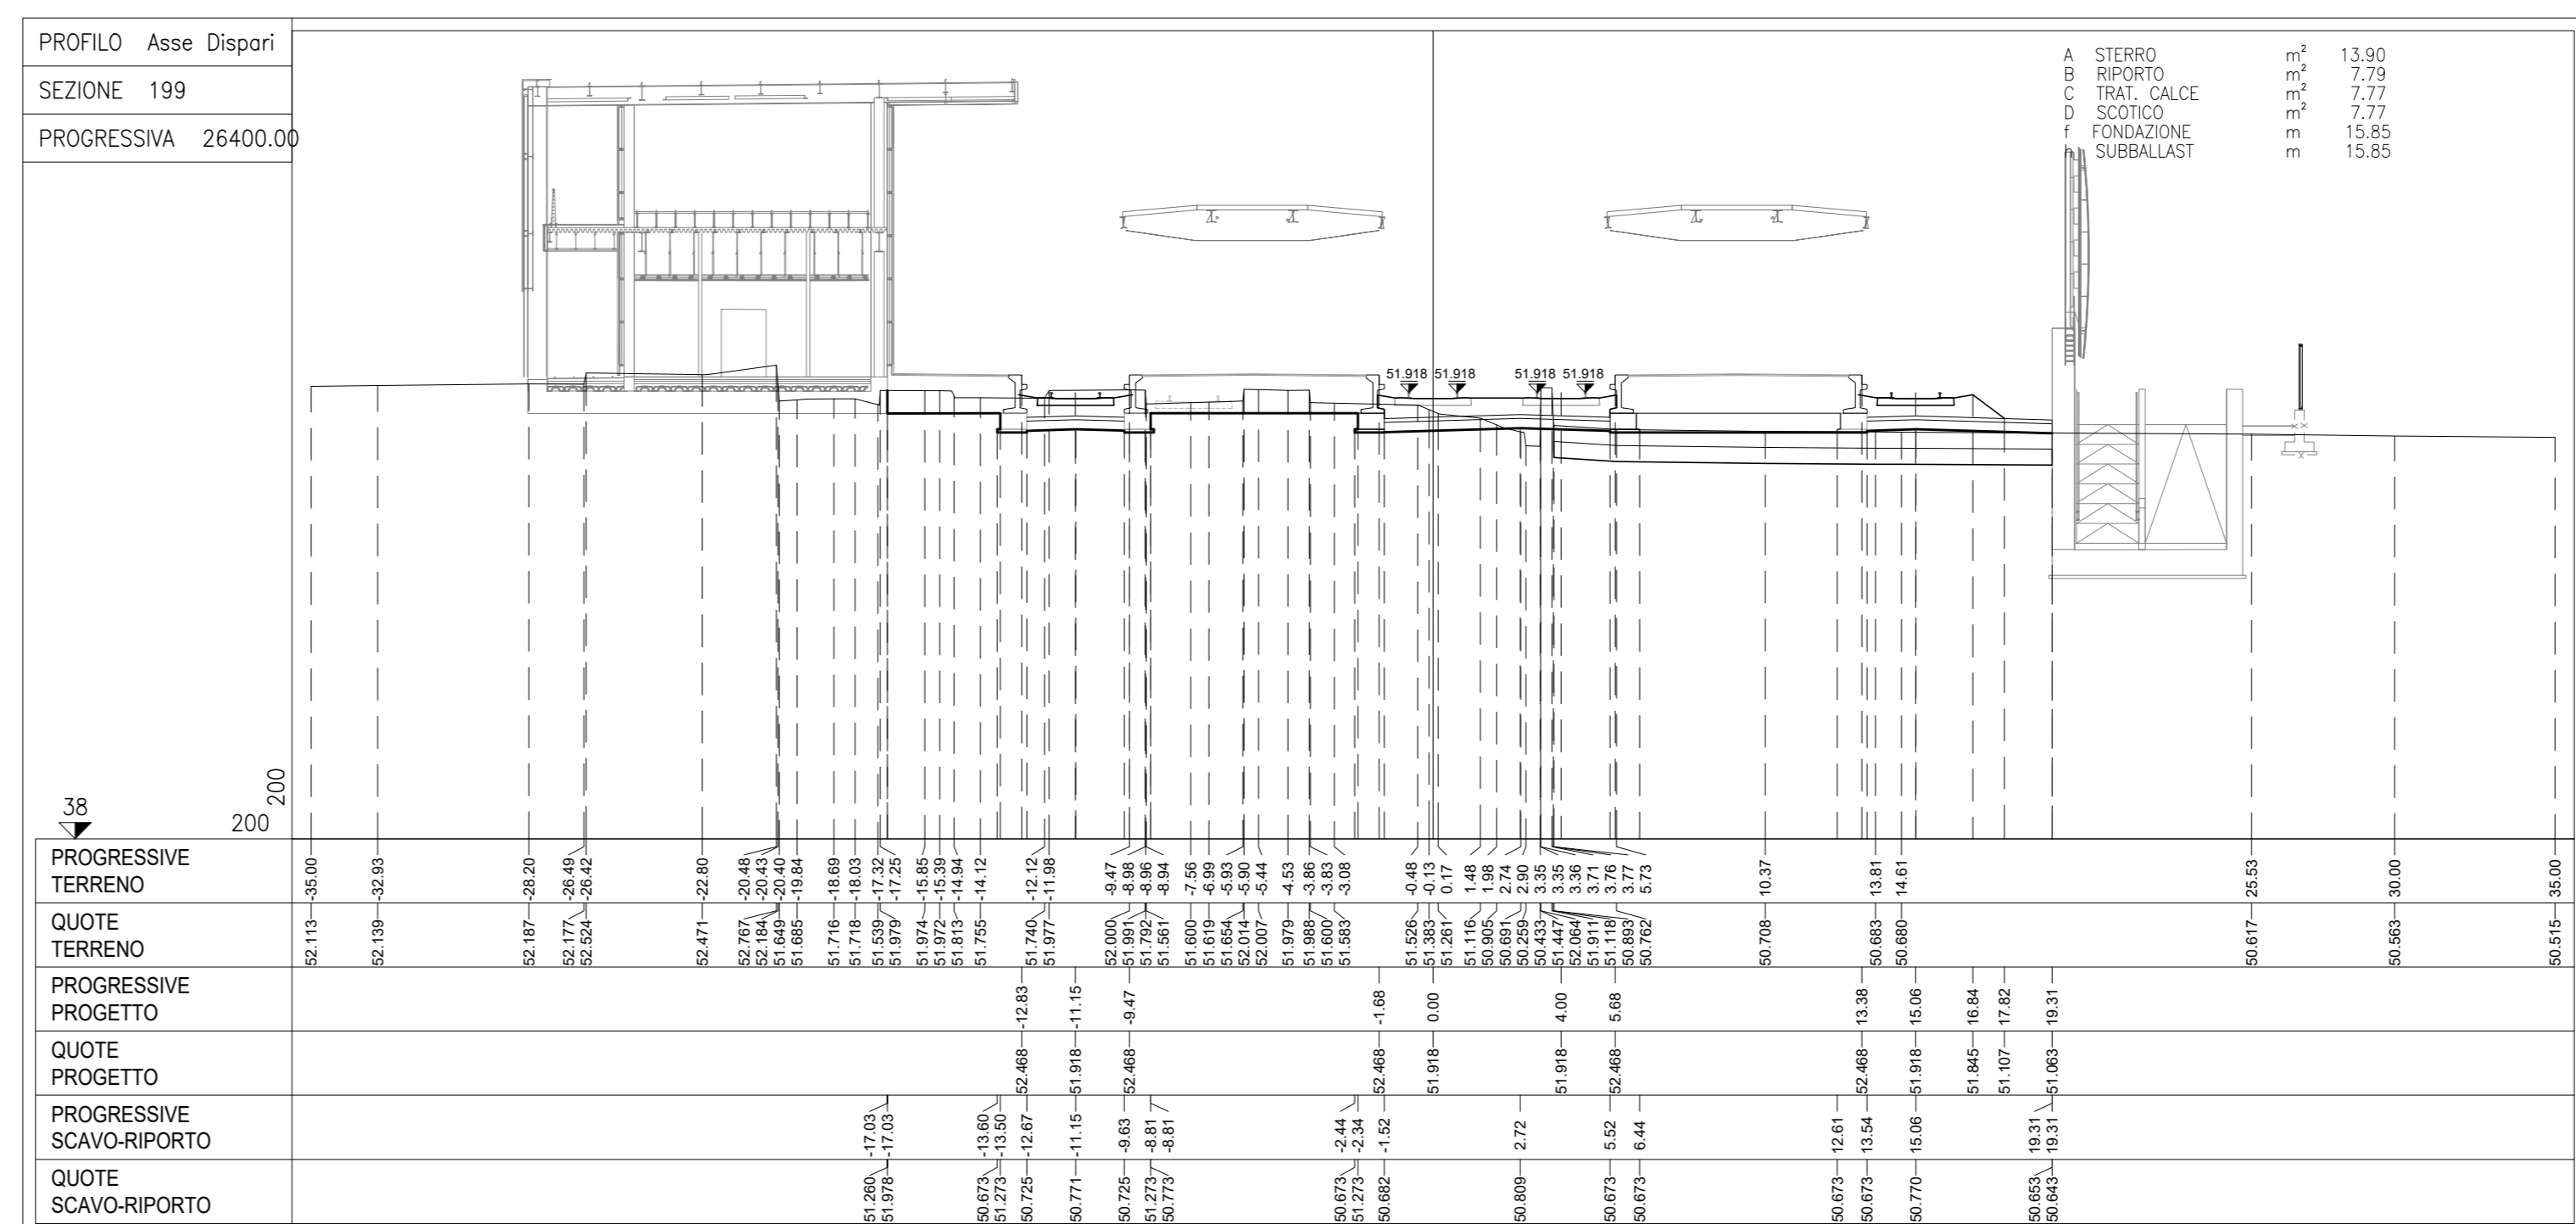 PROFILO Asse Dispari
SEZIONE 199
PROGRESSIVA 26400.00
A STERRO m² 13.90
B RIPORTO m² 7.79
C TRAT. CALCE m² 7.77
D SCOTICO m² 7.77
f FONDAZIONE m 15.85
h SUBBALLAST m 15.85
51.918 51.918 51.918 51.918
200
38 200
PROGRESSIVE TERRENO -35.00 -32.93 -28.20 -26.49 -26.42 -22.80 -20.48 -20.43 -20.40 -19.84 -18.69 -18.03 -17.32 -17.25 -15.85 -15.39 -14.94 -14.12 -12.12 -11.98 -9.47 -8.98 -8.96 -8.94 -7.56 -6.99 -5.93 -5.90 -5.44 -4.53 -3.86 -3.83 -3.08 -0.48 -0.13 0.17 1.48 1.98 2.74 2.90 3.35 3.35 3.36 3.71 3.76 3.77 5.73 10.37 13.81 14.61 25.53 30.00 35.00
QUOTE TERRENO 52.113 52.139 52.187 52.177 52.524 52.471 52.767 52.184 51.649 51.685 51.716 51.718 51.539 51.979 51.974 51.972 51.813 51.755 51.740 51.977 52.000 51.991 51.792 51.561 51.600 51.619 51.654 52.014 52.007 51.979 51.988 51.600 51.583 51.526 51.383 51.261 51.116 50.905 50.691 50.259 50.433 51.447 52.064 51.911 51.118 50.893 50.762 50.708 50.683 50.680 50.617 50.563 50.515
PROGRESSIVE PROGETTO -12.83 -11.15 -9.47 -1.68 0.00 4.00 5.68 13.38 15.06 16.84 17.82 19.31
QUOTE PROGETTO 52.468 51.918 52.468 52.468 51.918 51.918 52.468 52.468 51.918 51.845 51.107 51.063
PROGRESSIVE SCAVO-RIPORTO -17.03 -17.03 -13.60 -13.50 -12.67 -11.15 -9.63 -8.81 -8.81 -2.44 -2.34 -1.52 2.72 5.52 6.44 12.61 13.54 15.06 19.31 19.31
QUOTE SCAVO-RIPORTO 51.260 51.978 50.673 51.273 50.725 50.771 50.725 51.273 50.773 50.673 51.273 50.682 50.809 50.673 50.673 50.673 50.673 50.770 50.653 50.643